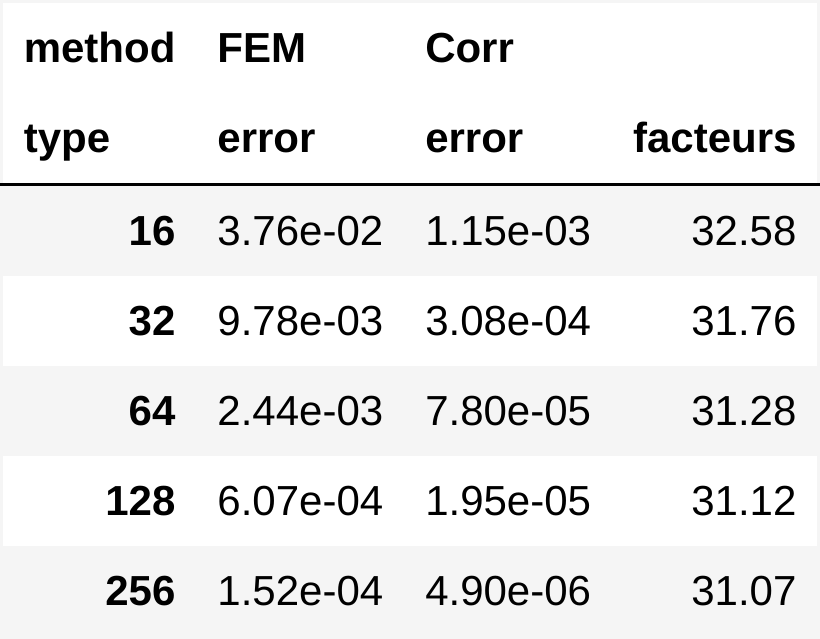 method FEM Corr
type error error facteurs
16 3.76e-02 1.15e-03 32.58
32 9.78e-03 3.08e-04 31.76
64 2.44e-03 7.80e-05 31.28
128 6.07e-04 1.95e-05 31.12
256 1.52e-04 4.90e-06 31.07